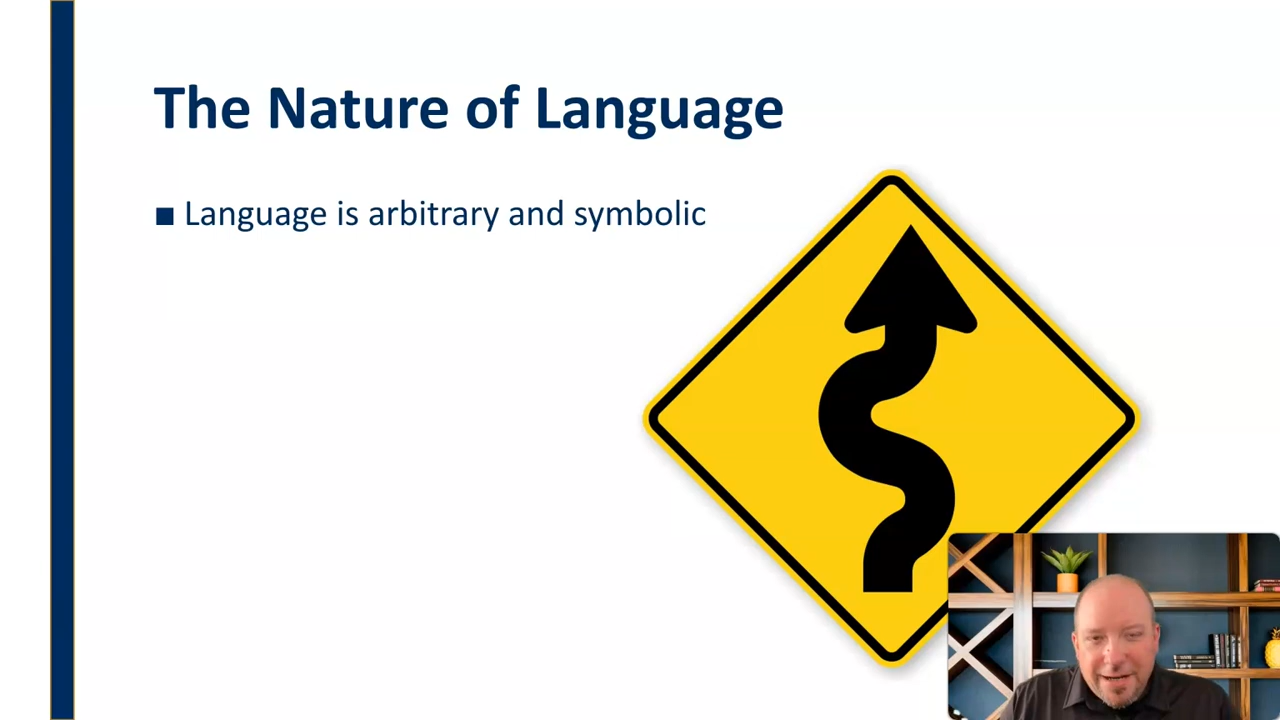 The Nature of Language
■ Language is arbitrary and symbolic